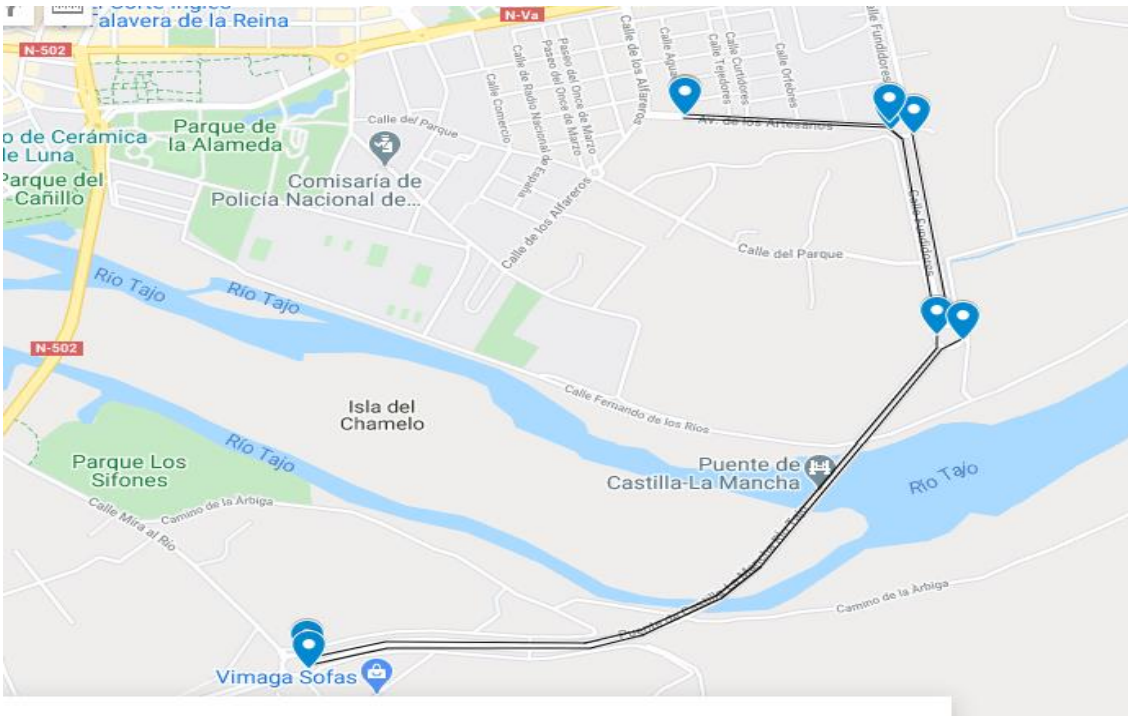 Talavera de la Reina
N-Va
N-502
Calle Fundidores
Calle de los Alfareros
Paseo del Once de Marzo
Paseo del Once de Marzo
Calle de Radio Nacional de
España
Calle Comercio
Calle Tejedores
Calle Curtidores
Calle Orfebres
Av. de los Artesanos
Parque de
la Alameda
Calle del Parque
Comisaría de
Policía Nacional de...
o de Cerámica
Luna
Parque del
Cañillo
Calle de los Alfareros
Calle Fundidores
Calle del Parque
Río Tajo
Río Tajo
N-502
Isla del
Chamelo
Calle Fernando de los Ríos
Río Tajo
Parque Los
Sifones
Puente de
Castilla-La Mancha
Río Tajo
Calle Mira al Río
Camino de la Árbiga
Camino de la Árbiga
Vimaga Sofas